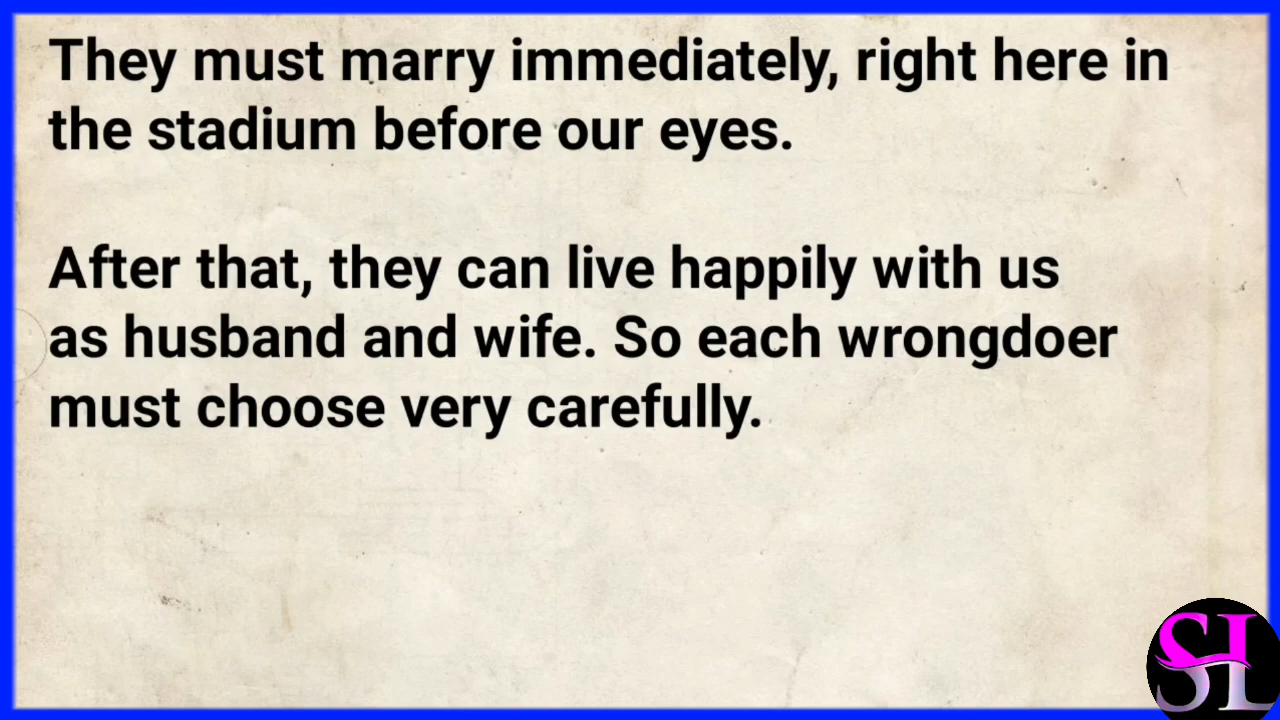 They must marry immediately, right here in
the stadium before our eyes.
After that, they can live happily with us
as husband and wife. So each wrongdoer
must choose very carefully.
SL